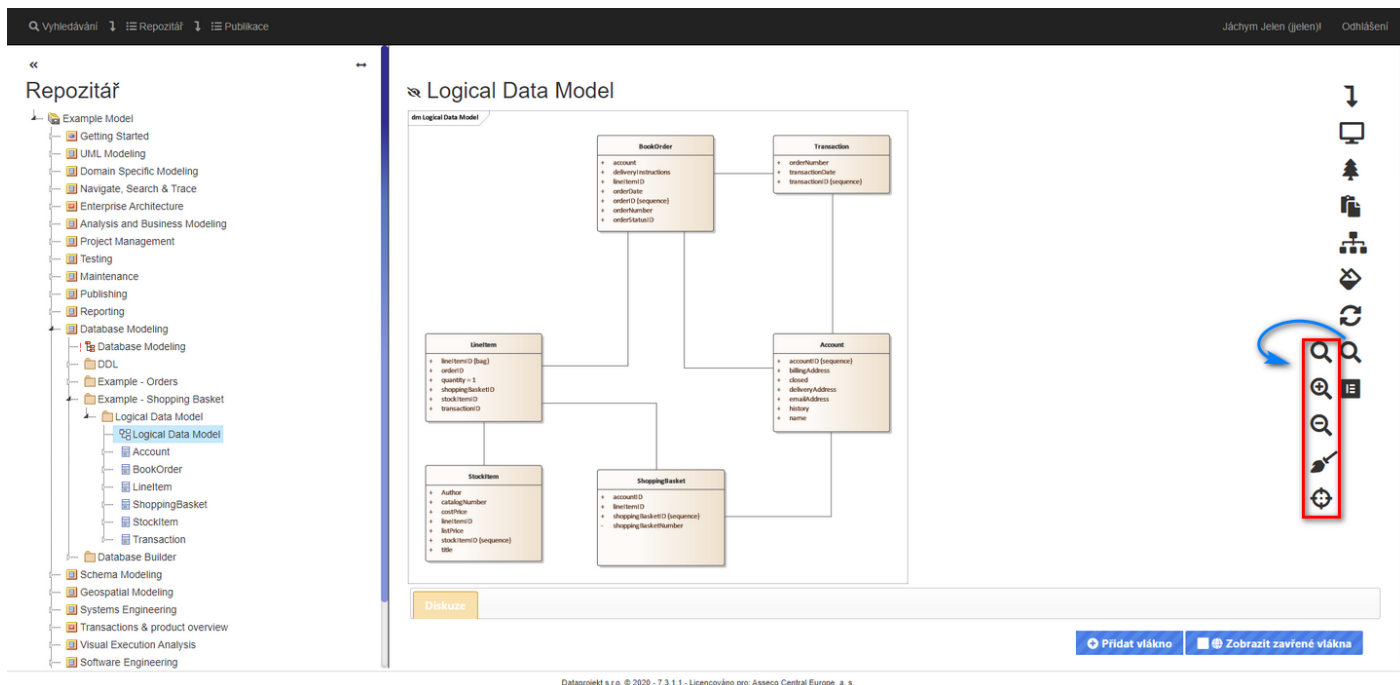 Vyhledávání Repozitář Publikace Jáchym Jelen (jjelen)! Odhlášení
Repozitář
Example Model
Getting Started
UML Modeling
Domain Specific Modeling
Navigate, Search & Trace
Enterprise Architecture
Analysis and Business Modeling
Project Management
Testing
Maintenance
Publishing
Reporting
Database Modeling
Database Modeling
DDL
Example - Orders
Example - Shopping Basket
Logical Data Model
Logical Data Model
Account
BookOrder
LineItem
ShoppingBasket
StockItem
Transaction
Database Builder
Schema Modeling
Geospatial Modeling
Systems Engineering
Transactions & product overview
Visual Execution Analysis
Software Engineering
Logical Data Model
dm Logical Data Model
BookOrder
+ account
+ deliveryInstructions
+ lineItemID
+ orderDate
+ orderID {sequence}
+ orderNumber
+ orderStatusID
Transaction
+ orderNumber
+ transactionDate
+ transactionID {sequence}
LineItem
+ lineItemID {bag}
+ orderID
+ quantity = 1
+ shoppingBasketID
+ stockItemID
+ transactionID
Account
+ accountID {sequence}
+ billingAddress
+ closed
+ deliveryAddress
+ emailAddress
+ history
+ name
StockItem
+ Author
+ catalogNumber
+ costPrice
+ lineItemID
+ listPrice
+ stockItemID {sequence}
+ title
ShoppingBasket
+ accountID
+ lineItemID
+ shoppingBasketID {sequence}
- shoppingBasketNumber
Diskuze
Přidat vlákno Zobrazit zavřené vlákna
Dataprojekt s.r.o. © 2020 - 7.3.1.1 - Licencováno pro: Asseco Central Europe, a. s.